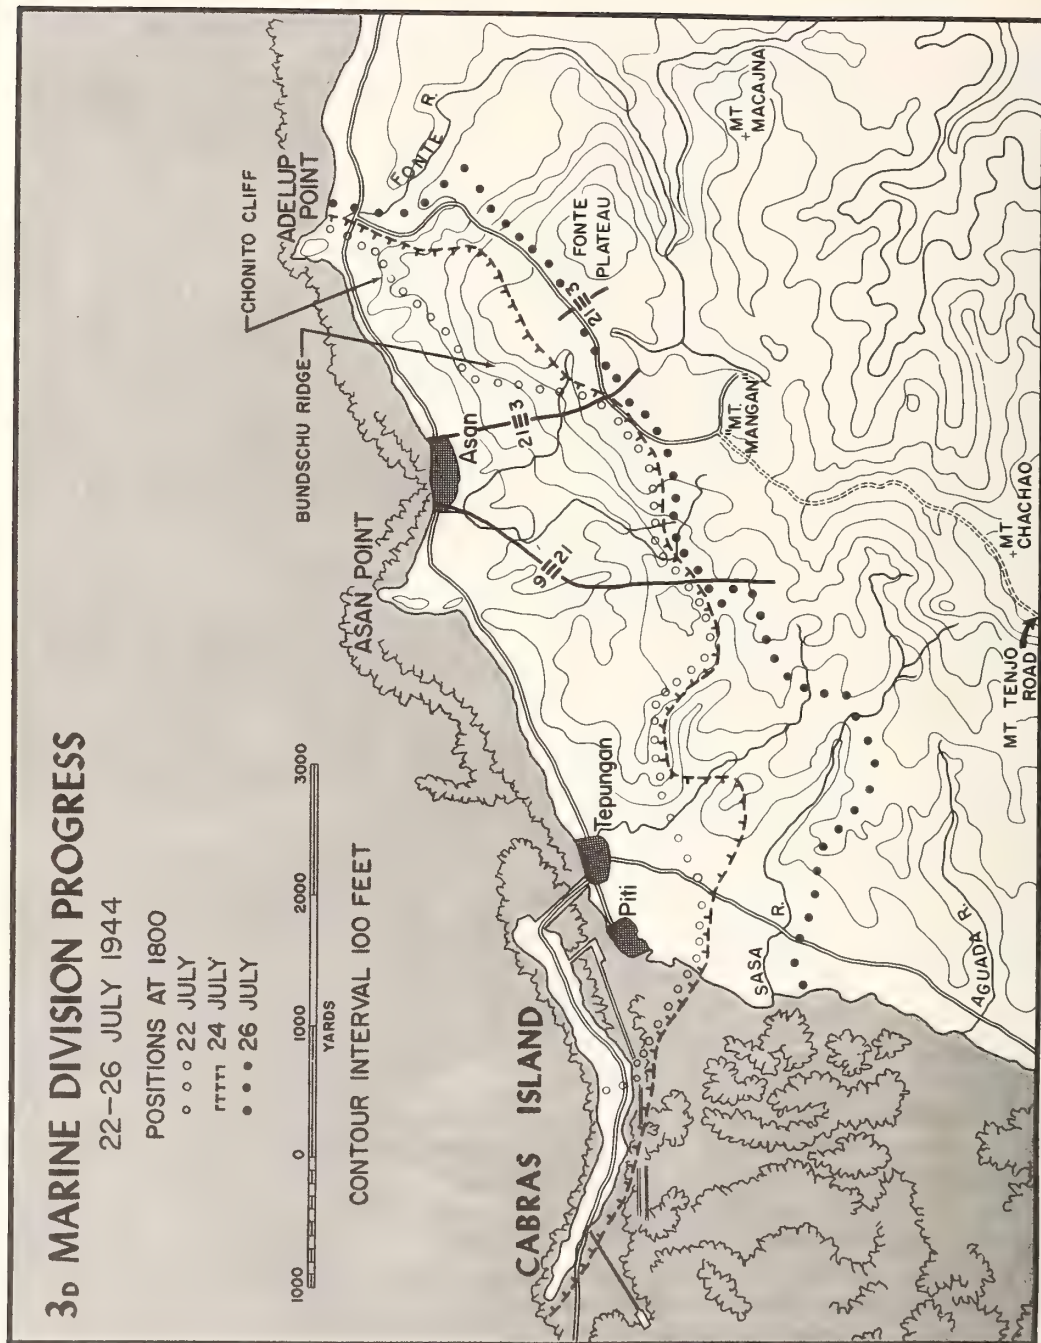 3D MARINE DIVISION PROGRESS
22-26 JULY 1944
POSITIONS AT 1800
22 JULY
24 JULY
26 JULY
1000 0 1000 2000 3000
YARDS
CONTOUR INTERVAL 100 FEET
CABRAS ISLAND
Piti
Tepungan
ASAN POINT
Asan
BUNDSCHU RIDGE
CHONITO CLIFF
ADELUP
POINT
FONTE R.
FONTE
PLATEAU
MT
MACAJNA
"MT.
MANGAN"
MT
CHACHAO
MT TENJO
ROAD
SASA R.
AGUADA R.
9 21
21 3
21 3